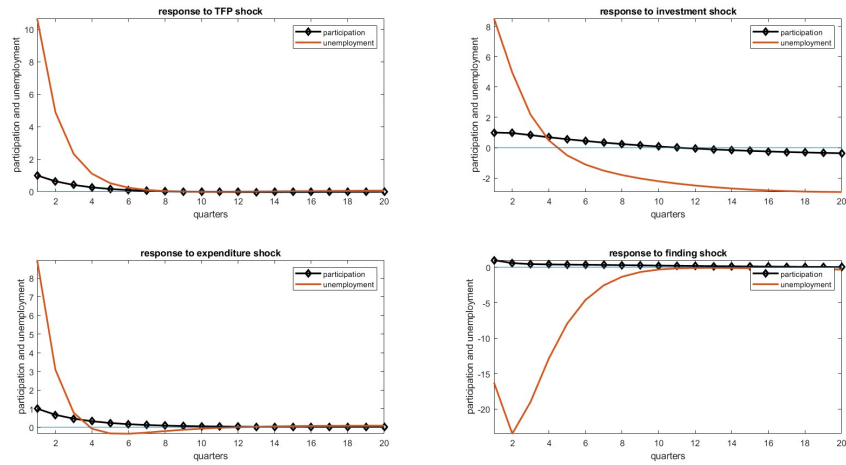 response to TFP shock
participation and unemployment
10
8
6
4
2
0
participation
unemployment
2 4 6 8 10 12 14 16 18 20
quarters
response to investment shock
participation and unemployment
8
6
4
2
0
-2
participation
unemployment
2 4 6 8 10 12 14 16 18 20
quarters
response to expenditure shock
participation and unemployment
8
7
6
5
4
3
2
1
0
participation
unemployment
2 4 6 8 10 12 14 16 18 20
quarters
response to finding shock
participation and unemployment
0
-5
-10
-15
-20
participation
unemployment
2 4 6 8 10 12 14 16 18 20
quarters